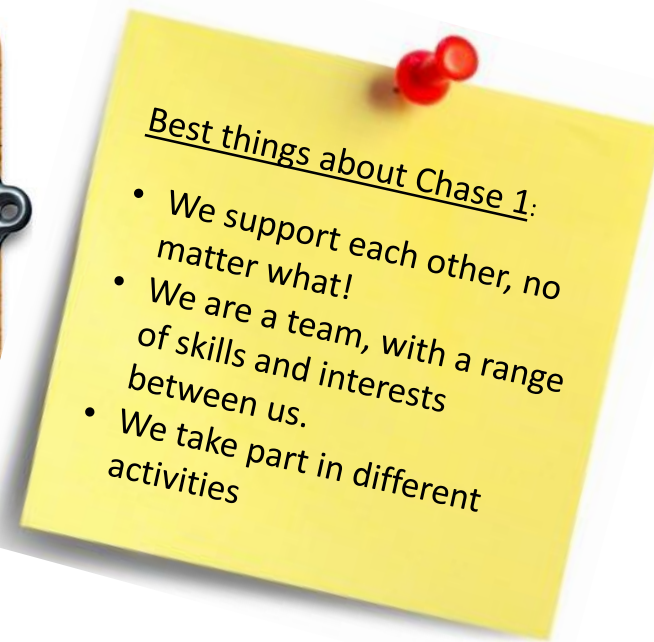 Best things about Chase 1:
• We support each other, no
matter what!
• We are a team, with a range
of skills and interests
between us.
• We take part in different
activities